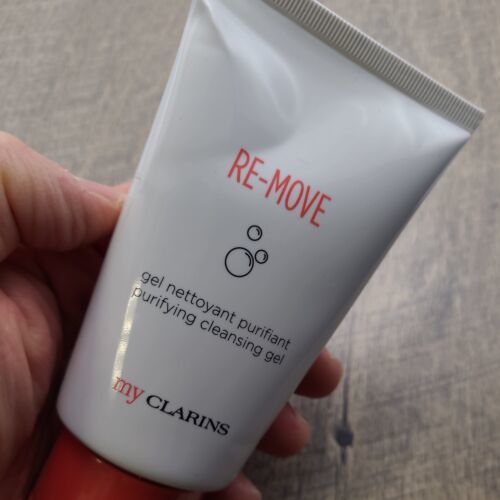 RE-MOVE
gel nettoyant purifiant
purifying cleansing gel
my CLARINS